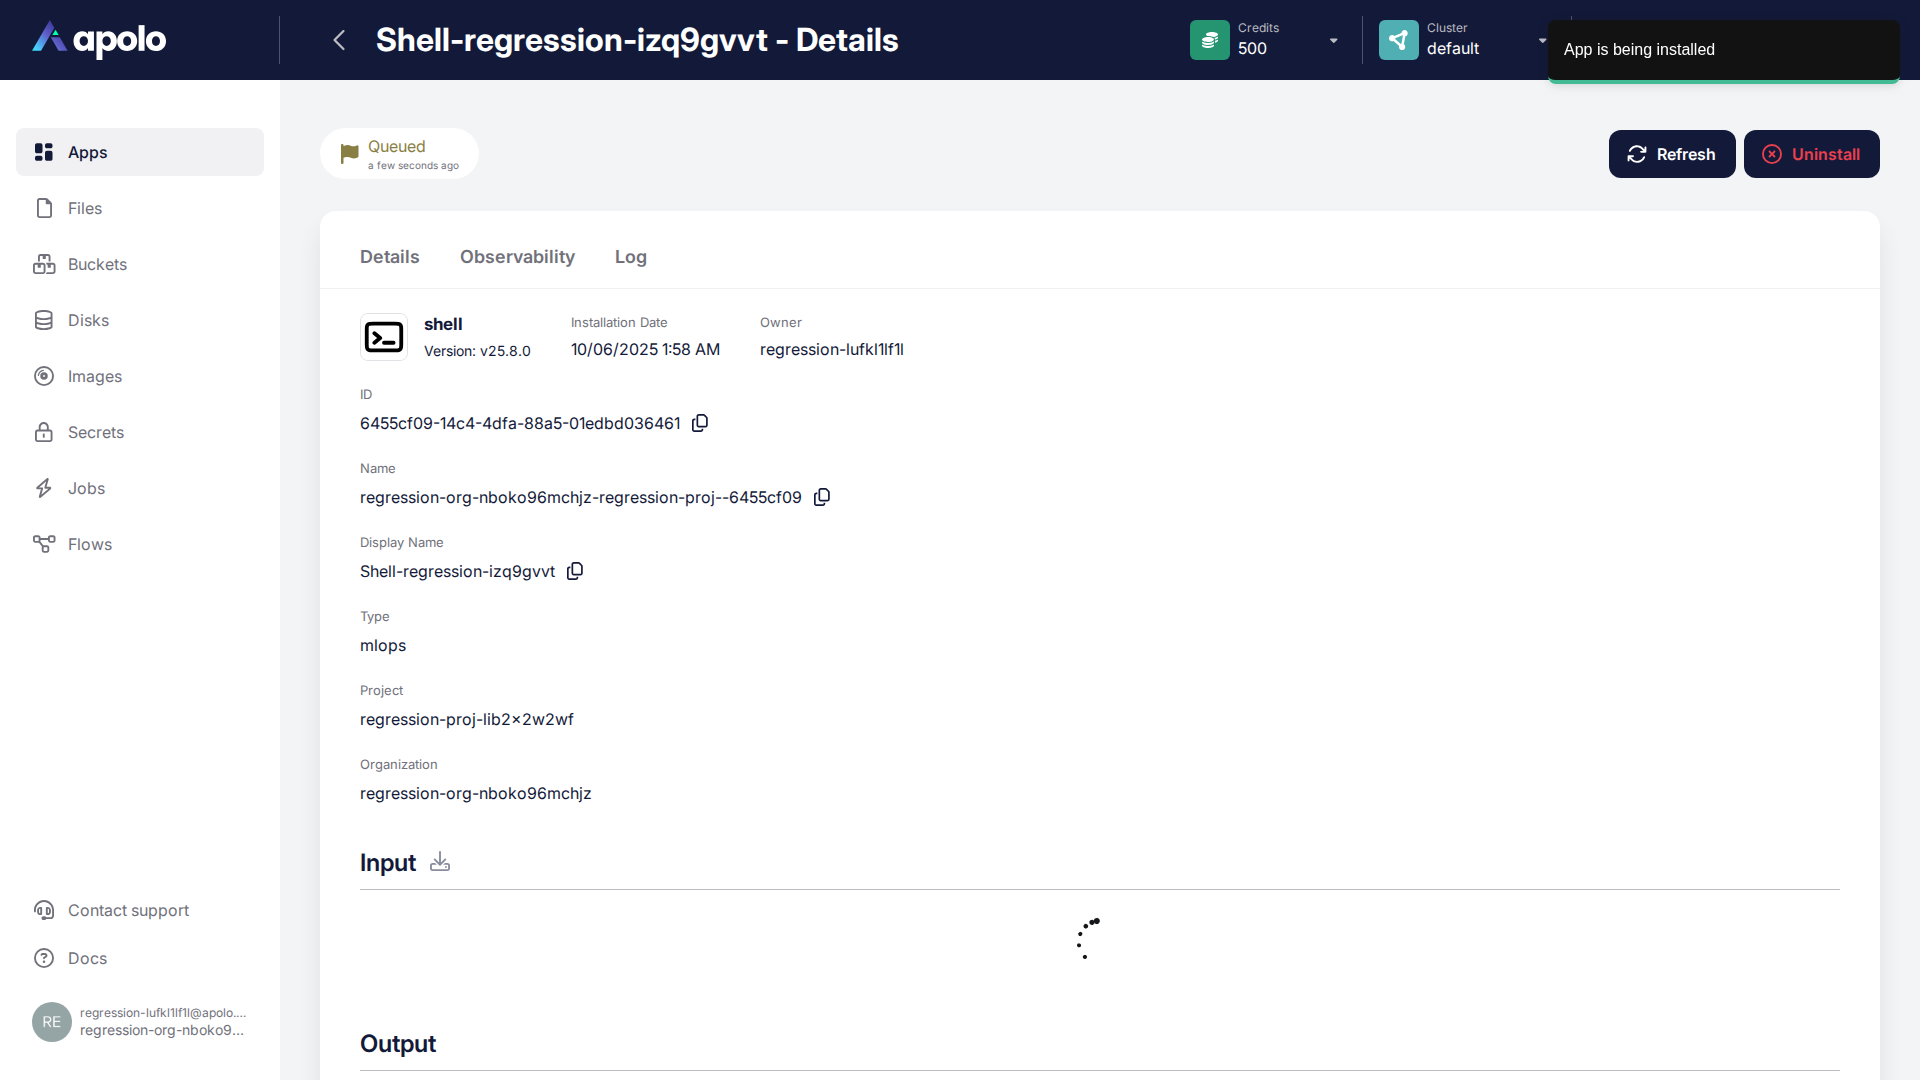 apolo
Shell-regression-izq9gvvt - Details
Credits
500
Cluster
default
App is being installed
Apps
Files
Buckets
Disks
Images
Secrets
Jobs
Flows
Contact support
Docs
RE
regression-lufkl1lf1l@apolo....
regression-org-nboko9...
Queued
a few seconds ago
Refresh
Uninstall
Details
Observability
Log
shell
Version: v25.8.0
Installation Date
10/06/2025 1:58 AM
Owner
regression-lufkl1lf1l
ID
6455cf09-14c4-4dfa-88a5-01edbd036461
Name
regression-org-nboko96mchjz-regression-proj--6455cf09
Display Name
Shell-regression-izq9gvvt
Type
mlops
Project
regression-proj-lib2x2w2wf
Organization
regression-org-nboko96mchjz
Input
Output